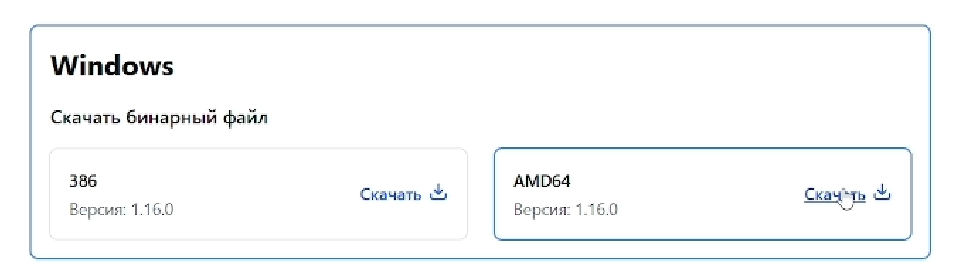 Windows
Скачать бинарный файл
386
Скачать
Версия: 1.16.0
AMD64
Скачать
Версия: 1.16.0